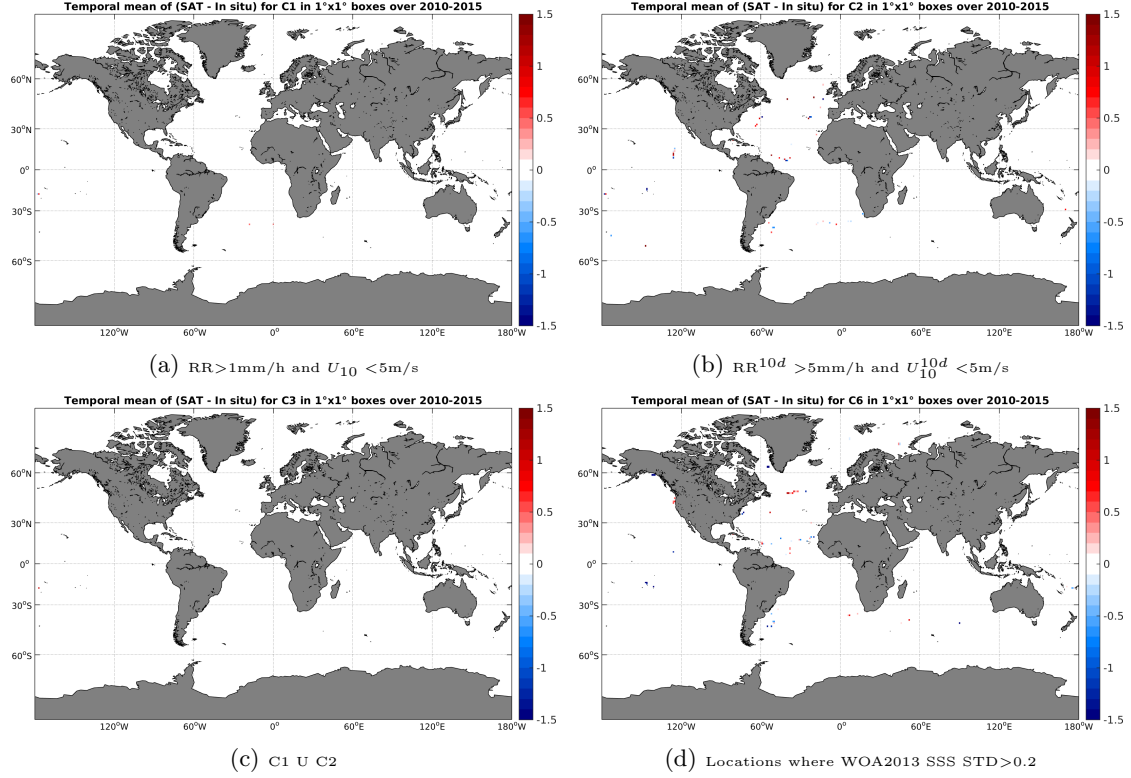 Temporal mean of (SAT - In situ) for C1 in 1°x1° boxes over 2010-2015
60°N
30°N
0°
30°S
60°S
120°W
60°W
0°
60°E
120°E
180°W
1.5
1
0.5
0
-0.5
-1
-1.5
(a) RR>1mm/h and U10 <5m/s
Temporal mean of (SAT - In situ) for C2 in 1°x1° boxes over 2010-2015
60°N
30°N
0°
30°S
60°S
120°W
60°W
0°
60°E
120°E
180°W
1.5
1
0.5
0
-0.5
-1
-1.5
(b) RR10d >5mm/h and U10d10 <5m/s
Temporal mean of (SAT - In situ) for C3 in 1°x1° boxes over 2010-2015
60°N
30°N
0°
30°S
60°S
120°W
60°W
0°
60°E
120°E
180°W
1.5
1
0.5
0
-0.5
-1
-1.5
(c) C1 U C2
Temporal mean of (SAT - In situ) for C6 in 1°x1° boxes over 2010-2015
60°N
30°N
0°
30°S
60°S
120°W
60°W
0°
60°E
120°E
180°W
1.5
1
0.5
0
-0.5
-1
-1.5
(d) Locations where WOA2013 SSS STD>0.2